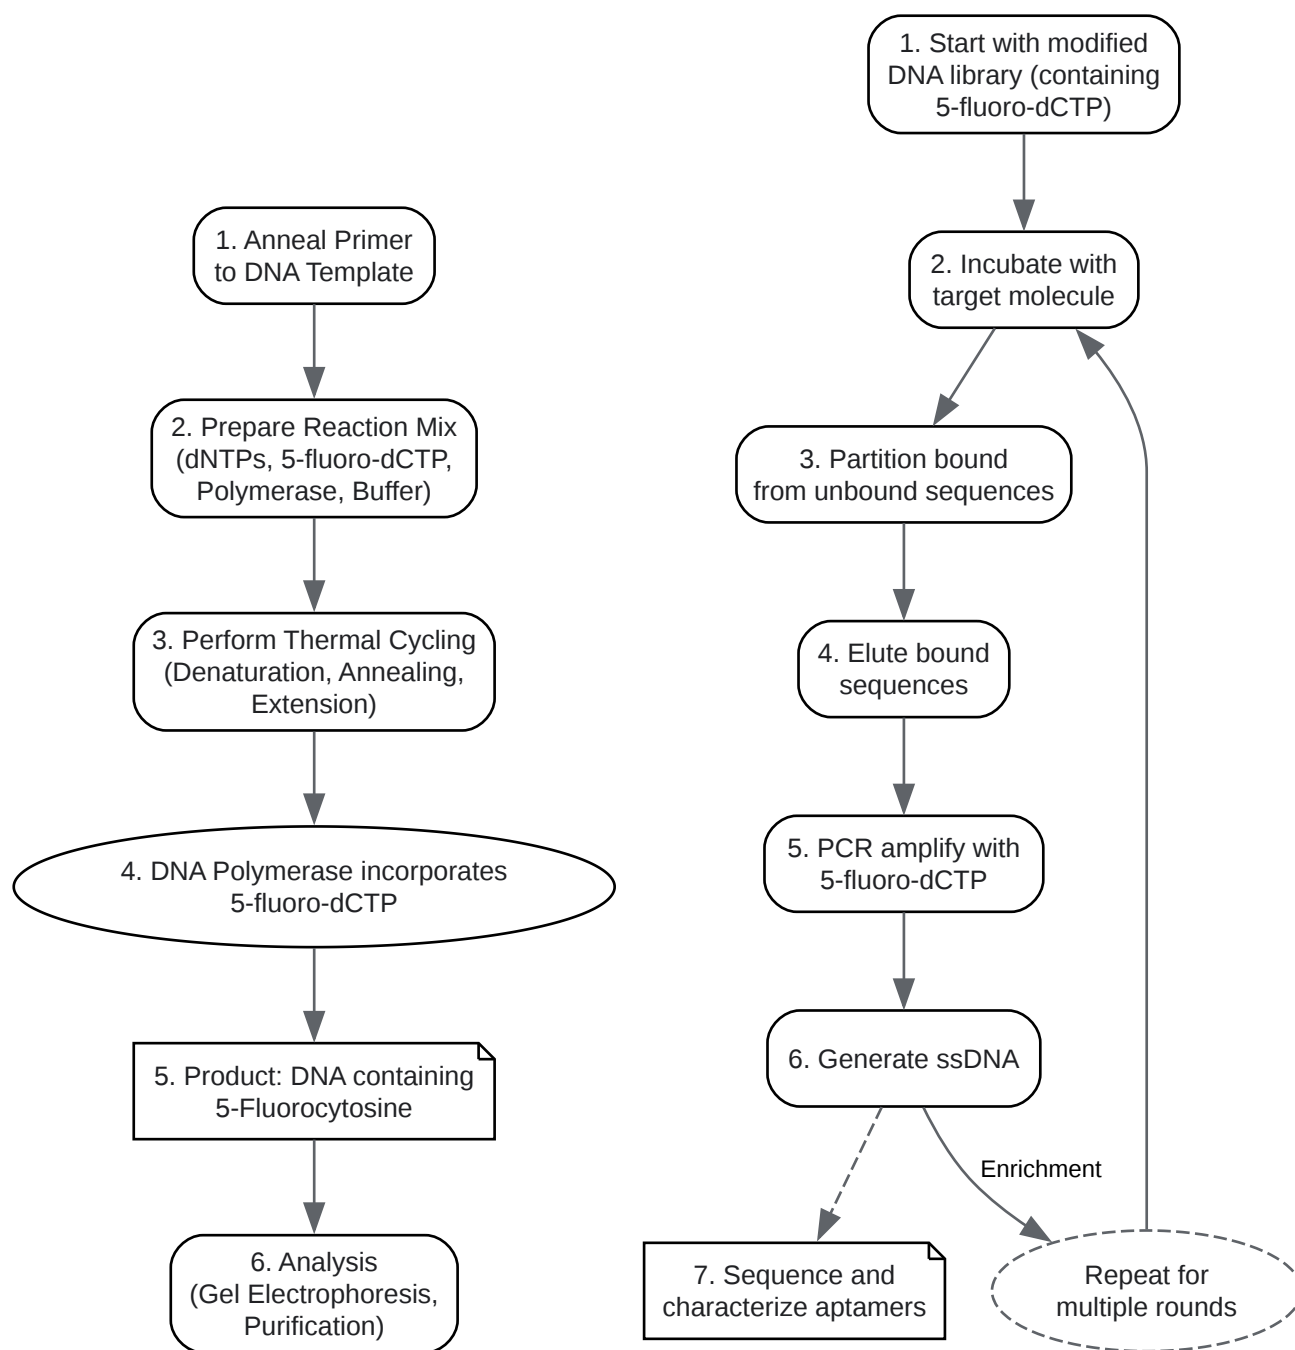 1. Anneal Primer
to DNA Template
2. Prepare Reaction Mix
(dNTPs, 5-fluoro-dCTP,
Polymerase, Buffer)
3. Perform Thermal Cycling
(Denaturation, Annealing,
Extension)
4. DNA Polymerase incorporates
5-fluoro-dCTP
5. Product: DNA containing
5-Fluorocytosine
6. Analysis
(Gel Electrophoresis,
Purification)
1. Start with modified
DNA library (containing
5-fluoro-dCTP)
2. Incubate with
target molecule
3. Partition bound
from unbound sequences
4. Elute bound
sequences
5. PCR amplify with
5-fluoro-dCTP
6. Generate ssDNA
Enrichment
7. Sequence and
characterize aptamers
Repeat for
multiple rounds